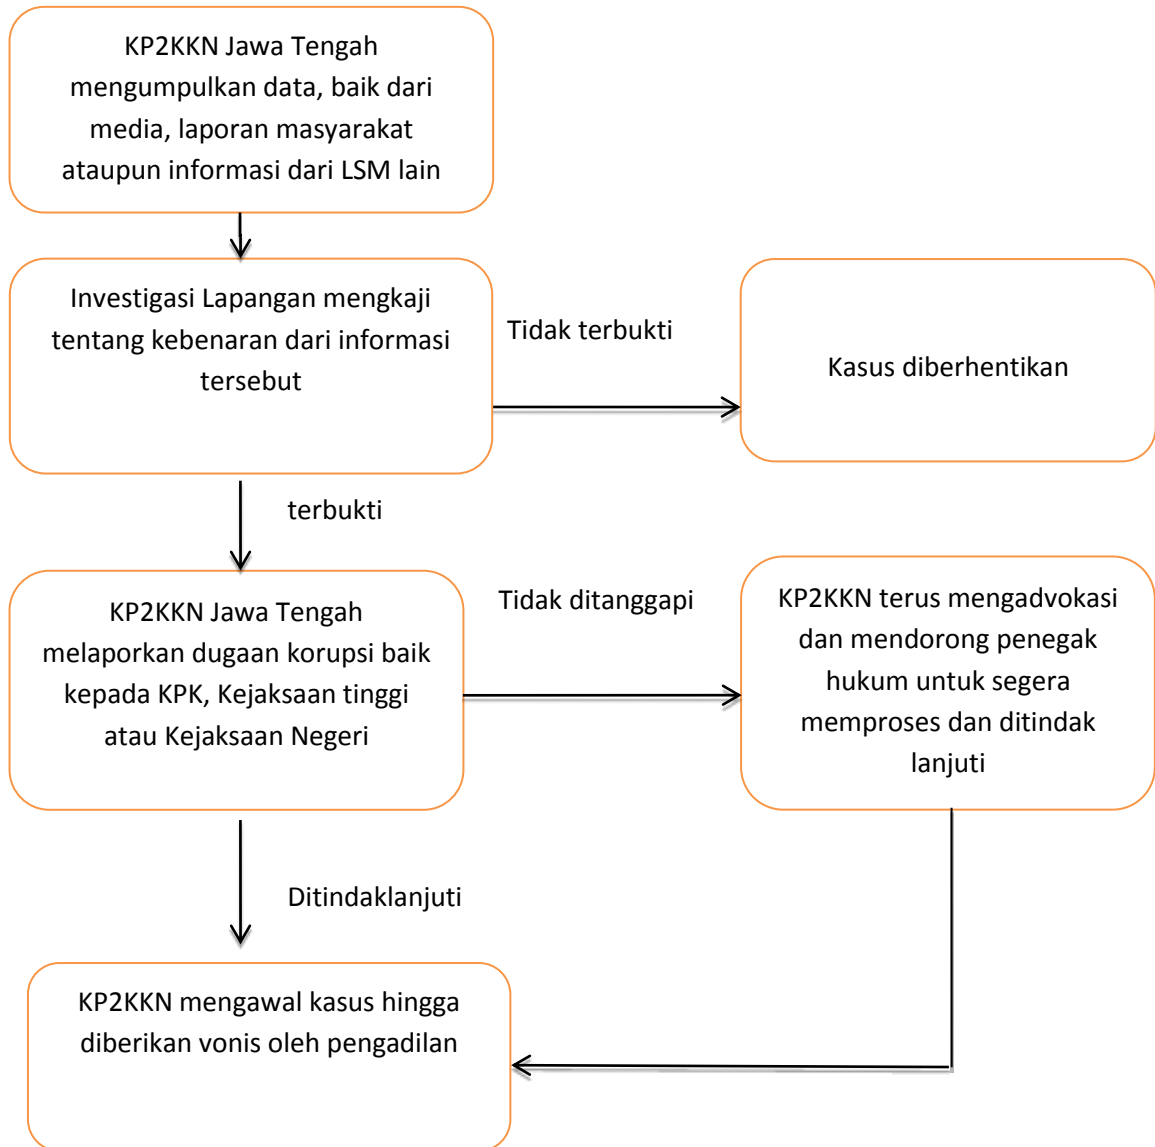 KP2KKN Jawa Tengah
mengumpulkan data, baik dari
media, laporan masyarakat
ataupun informasi dari LSM lain
Investigasi Lapangan mengkaji
tentang kebenaran dari informasi
tersebut
Tidak terbukti
Kasus diberhentikan
terbukti
KP2KKN Jawa Tengah
melaporkan dugaan korupsi baik
kepada KPK, Kejaksaan tinggi
atau Kejaksaan Negeri
Tidak ditanggapi
KP2KKN terus mengadvokasi
dan mendorong penegak
hukum untuk segera
memproses dan ditindak
lanjuti
Ditindaklanjuti
KP2KKN mengawal kasus hingga
diberikan vonis oleh pengadilan